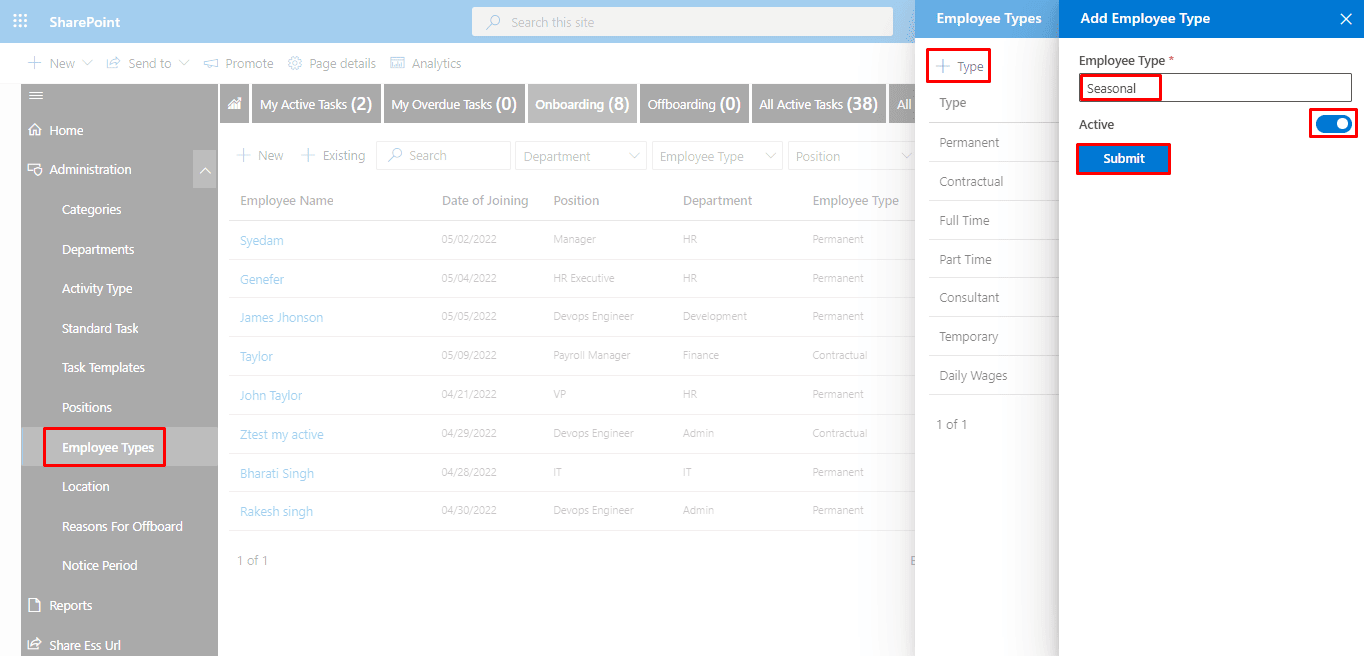 SharePoint
Search this site
Employee Types
Add Employee Type
New
Send to
Promote
Page details
Analytics
Home
Administration
Categories
Departments
Activity Type
Standard Task
Task Templates
Positions
Employee Types
Location
Reasons For Offboard
Notice Period
Reports
Share Ess Url
My Active Tasks (2)
My Overdue Tasks (0)
Onboarding (8)
Offboarding (0)
All Active Tasks (38)
All
New
Existing
Search
Department
Employee Type
Position
Employee Name Date of Joining Position Department Employee Type
Syedam 05/02/2022 Manager HR Permanent
Genefer 05/04/2022 HR Executive HR Permanent
James Jhonson 05/05/2022 Devops Engineer Development Permanent
Taylor 05/09/2022 Payroll Manager Finance Contractual
John Taylor 04/21/2022 VP HR Permanent
Ztest my active 04/29/2022 Devops Engineer Admin Contractual
Bharati Singh 04/28/2022 IT IT Permanent
Rakesh singh 04/30/2022 Devops Engineer Admin Permanent
1 of 1
Type
Type
Permanent
Contractual
Full Time
Part Time
Consultant
Temporary
Daily Wages
1 of 1
Employee Type *
Seasonal
Active
Submit